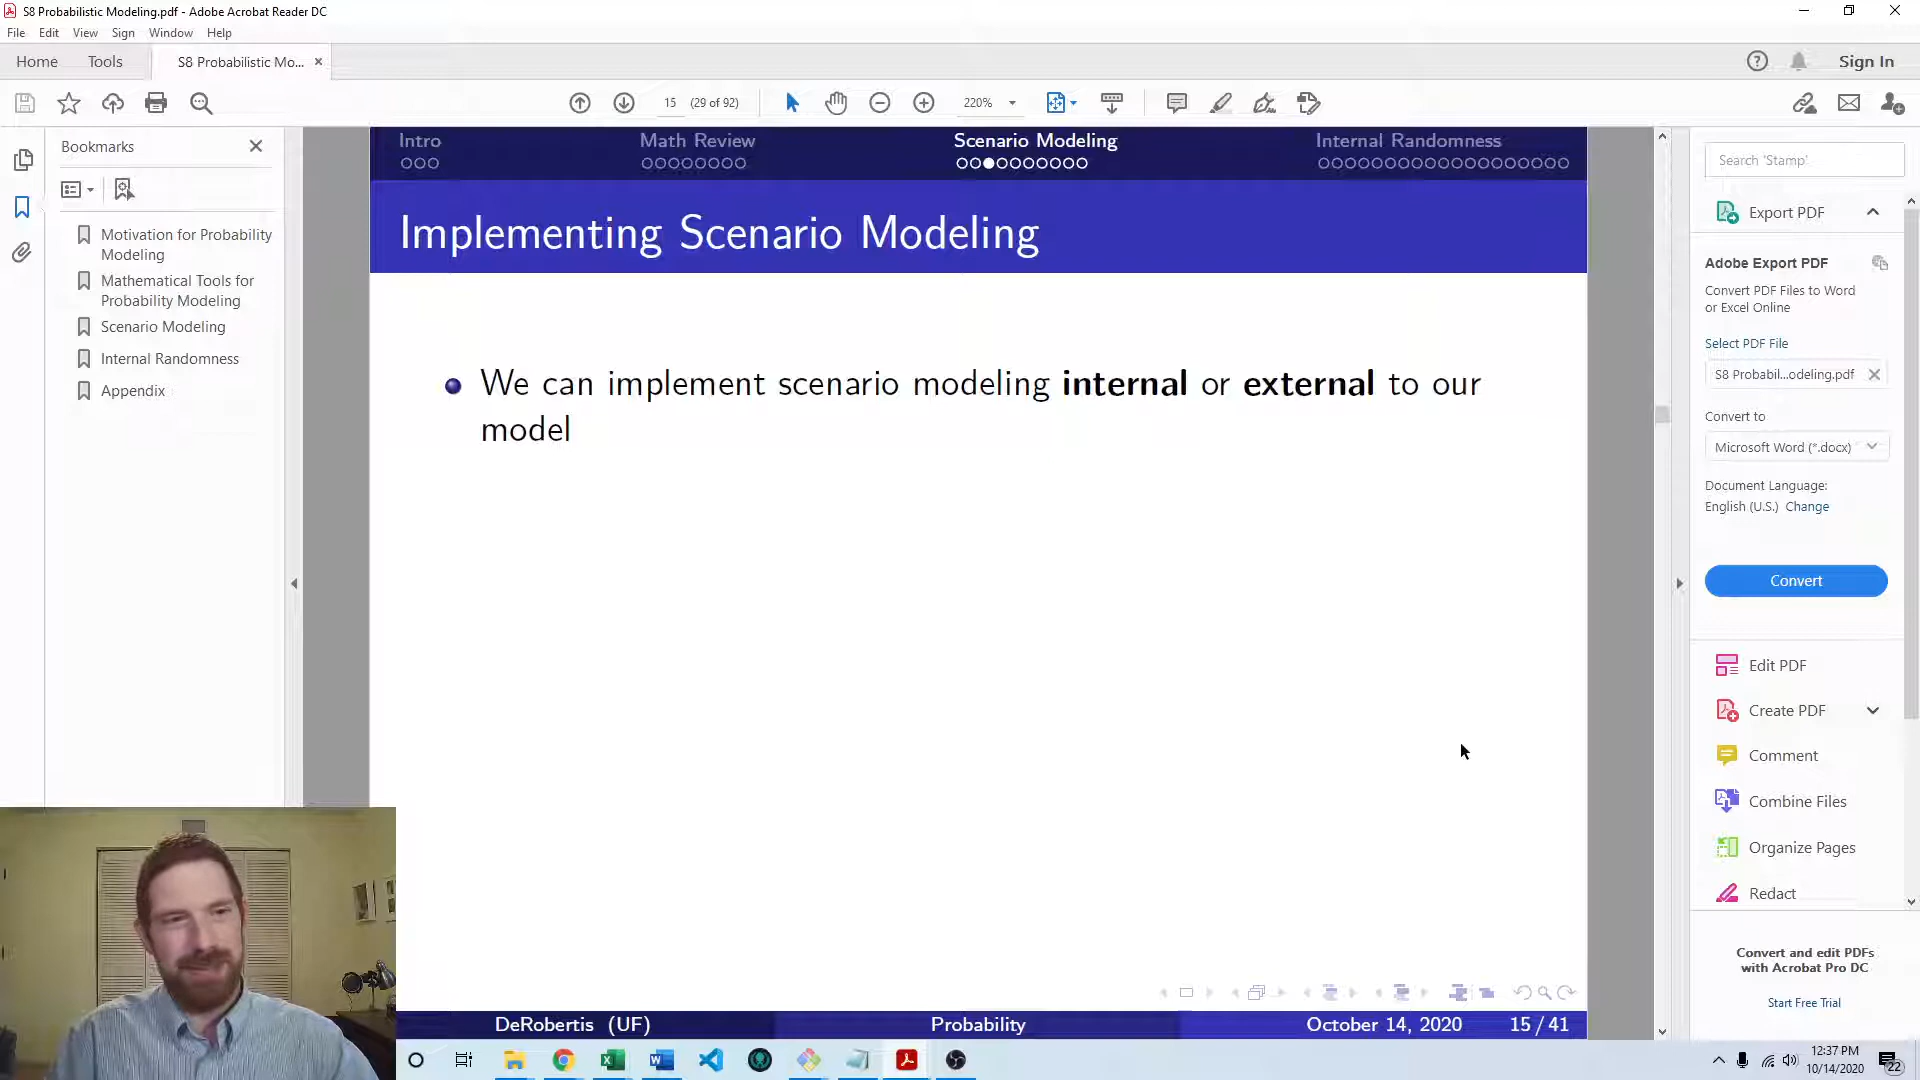 S8 Probabilistic Modeling.pdf - Adobe Acrobat Reader DC
File Edit View Sign Window Help
Home Tools S8 Probabilistic Mo... × Sign In
15 (29 of 92) 220%
Bookmarks
Motivation for Probability
Modeling
Mathematical Tools for
Probability Modeling
Scenario Modeling
Internal Randomness
Appendix
Intro Math Review Scenario Modeling Internal Randomness
Implementing Scenario Modeling
We can implement scenario modeling internal or external to our
model
DeRobertis (UF) Probability October 14, 2020 15 / 41
Search 'Stamp'
Export PDF
Adobe Export PDF
Convert PDF Files to Word
or Excel Online
Select PDF File
S8 Probabil...odeling.pdf
Convert to
Microsoft Word (*.docx)
Document Language:
English (U.S.) Change
Convert
Edit PDF
Create PDF
Comment
Combine Files
Organize Pages
Redact
Convert and edit PDFs
with Acrobat Pro DC
Start Free Trial
12:37 PM
10/14/2020
22